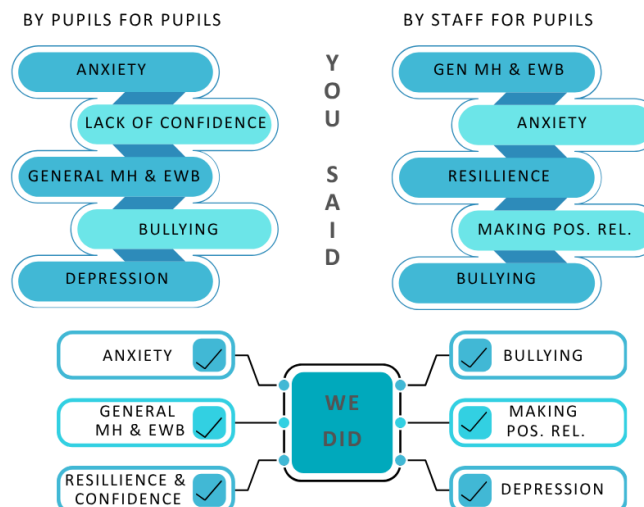 BY PUPILS FOR PUPILS
ANXIETY
LACK OF CONFIDENCE
GENERAL MH & EWB
BULLYING
DEPRESSION
YOU SAID
BY STAFF FOR PUPILS
GEN MH & EWB
ANXIETY
RESILLIENCE
MAKING POS. REL.
BULLYING
ANXIETY
GENERAL
MH & EWB
RESILLIENCE &
CONFIDENCE
WE
DID
BULLYING
MAKING
POS. REL.
DEPRESSION